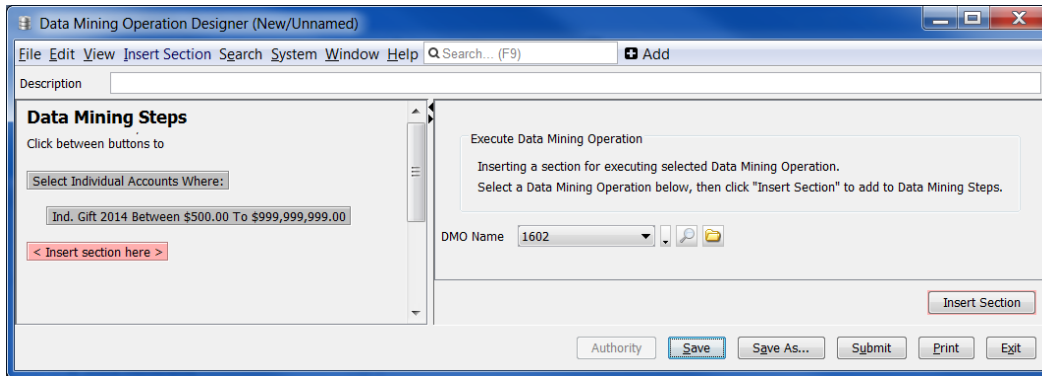 Data Mining Operation Designer (New/Unnamed)
File Edit View Insert Section Search System Window Help Search... (F9) Add
Description
Data Mining Steps
Click between buttons to
Select Individual Accounts Where:
Ind. Gift 2014 Between $500.00 To $999,999,999.00
< Insert section here >
Execute Data Mining Operation
Inserting a section for executing selected Data Mining Operation.
Select a Data Mining Operation below, then click "Insert Section" to add to Data Mining Steps.
DMO Name 1602
Insert Section
Authority Save Save As... Submit Print Exit